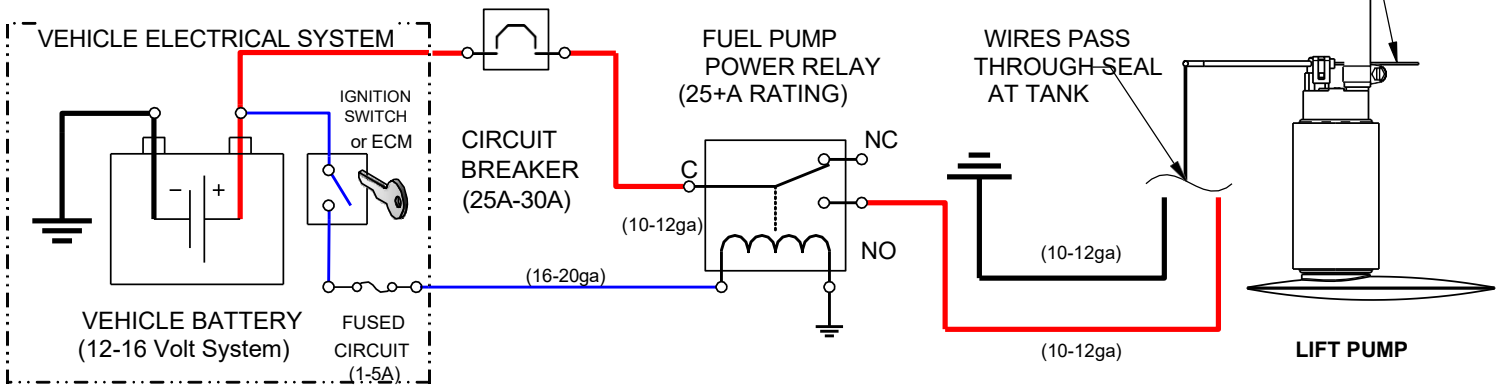 VEHICLE ELECTRICAL SYSTEM
IGNITION
SWITCH
or ECM
– +
VEHICLE BATTERY
(12-16 Volt System)
FUSED
CIRCUIT
(1-5A)
CIRCUIT
BREAKER
(25A-30A)
(16-20ga)
FUEL PUMP
POWER RELAY
(25+A RATING)
C
NC
NO
(10-12ga)
WIRES PASS
THROUGH SEAL
AT TANK
(10-12ga)
(10-12ga)
LIFT PUMP